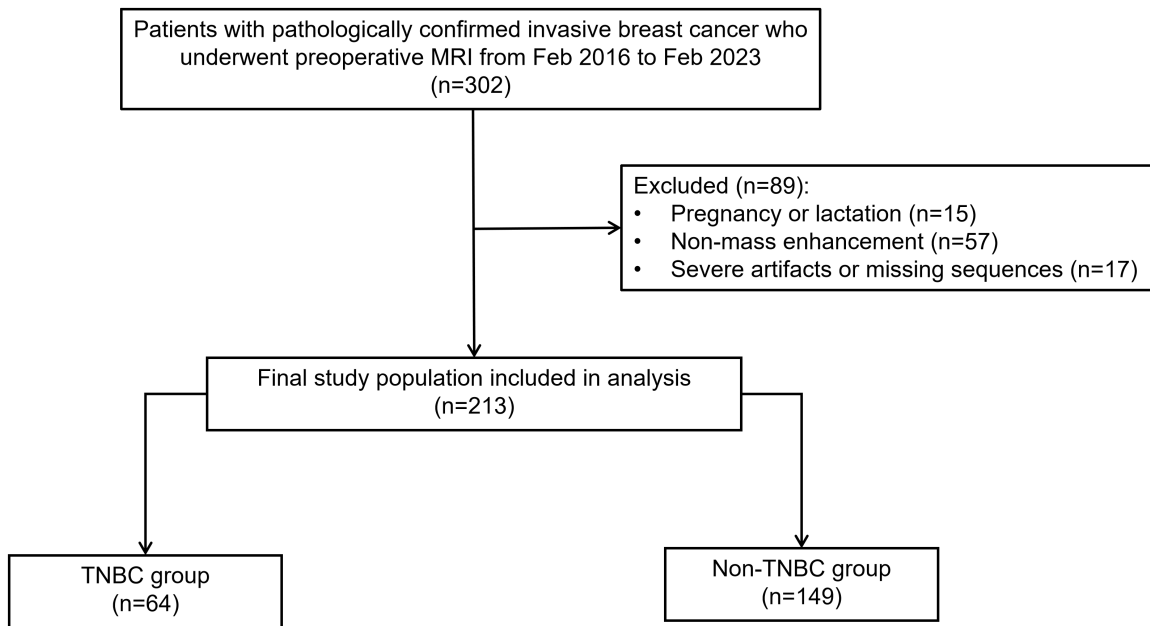 Patients with pathologically confirmed invasive breast cancer who
underwent preoperative MRI from Feb 2016 to Feb 2023
(n=302)
Excluded (n=89):
• Pregnancy or lactation (n=15)
• Non-mass enhancement (n=57)
• Severe artifacts or missing sequences (n=17)
Final study population included in analysis
(n=213)
TNBC group
(n=64)
Non-TNBC group
(n=149)